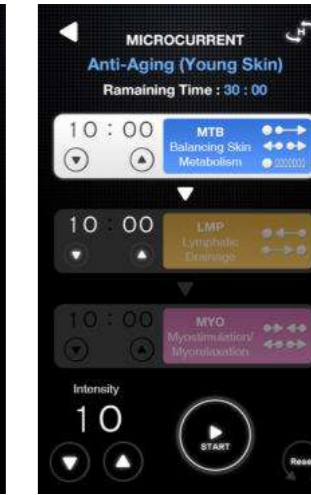 MICROCURRENT
H
Anti-Aging (Young Skin)
Ramaining Time : 30 : 00
10 : 00
MTB
Balancing Skin
Metabolism
10 : 00
LMP
Lymphatic
Drainage
10 : 00
MYO
Myostimulation/
Myorelaxation
Intensity
10
START
Reset